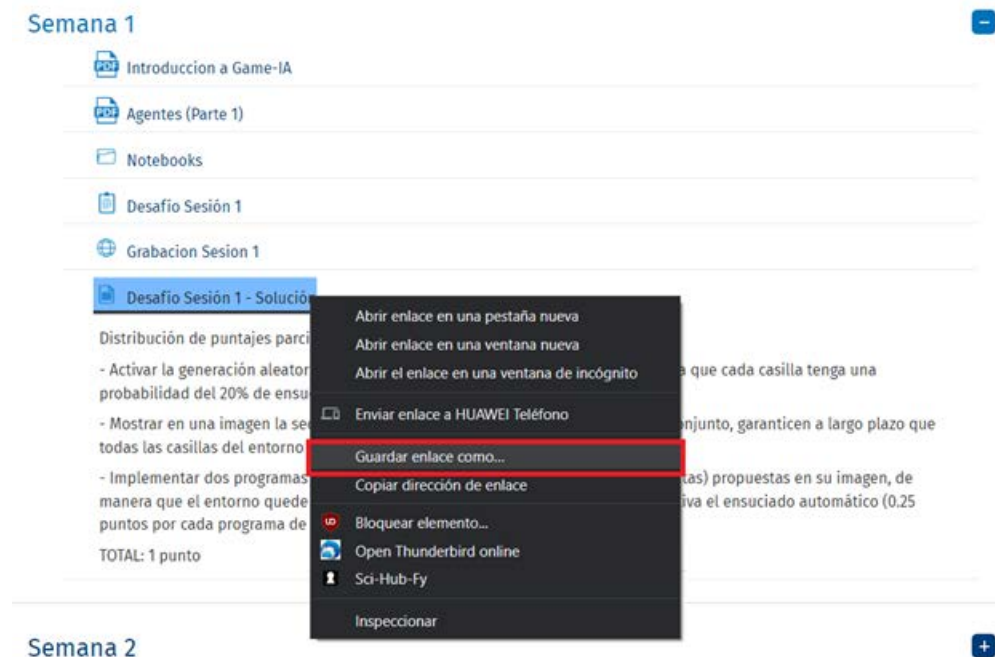 Semana 1
PDF Introduccion a Game-IA
PDF Agentes (Parte 1)
Notebooks
Desafío Sesión 1
Grabacion Sesion 1
Desafío Sesión 1 - Solución
Distribución de puntajes parci
- Activar la generación aleator
a que cada casilla tenga una
probabilidad del 20% de ensu
- Mostrar en una imagen la se
njunto, garanticen a largo plazo que
todas las casillas del entorno
- Implementar dos programas
tas) propuestas en su imagen, de
manera que el entorno quede
iva el ensuciado automático (0.25
puntos por cada programa de
TOTAL: 1 punto
Abrir enlace en una pestaña nueva
Abrir enlace en una ventana nueva
Abrir el enlace en una ventana de incógnito
Enviar enlace a HUAWEI Teléfono
Guardar enlace como...
Copiar dirección de enlace
Bloquear elemento...
Open Thunderbird online
Sci-Hub-Fy
Inspeccionar
Semana 2